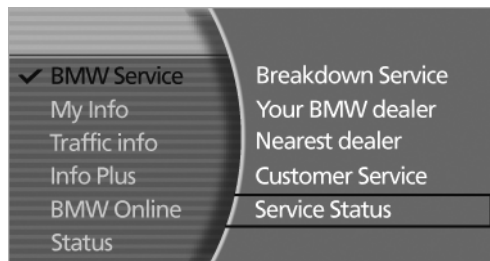 BMW Service
My Info
Traffic info
Info Plus
BMW Online
Status
Breakdown Service
Your BMW dealer
Nearest dealer
Customer Service
Service Status